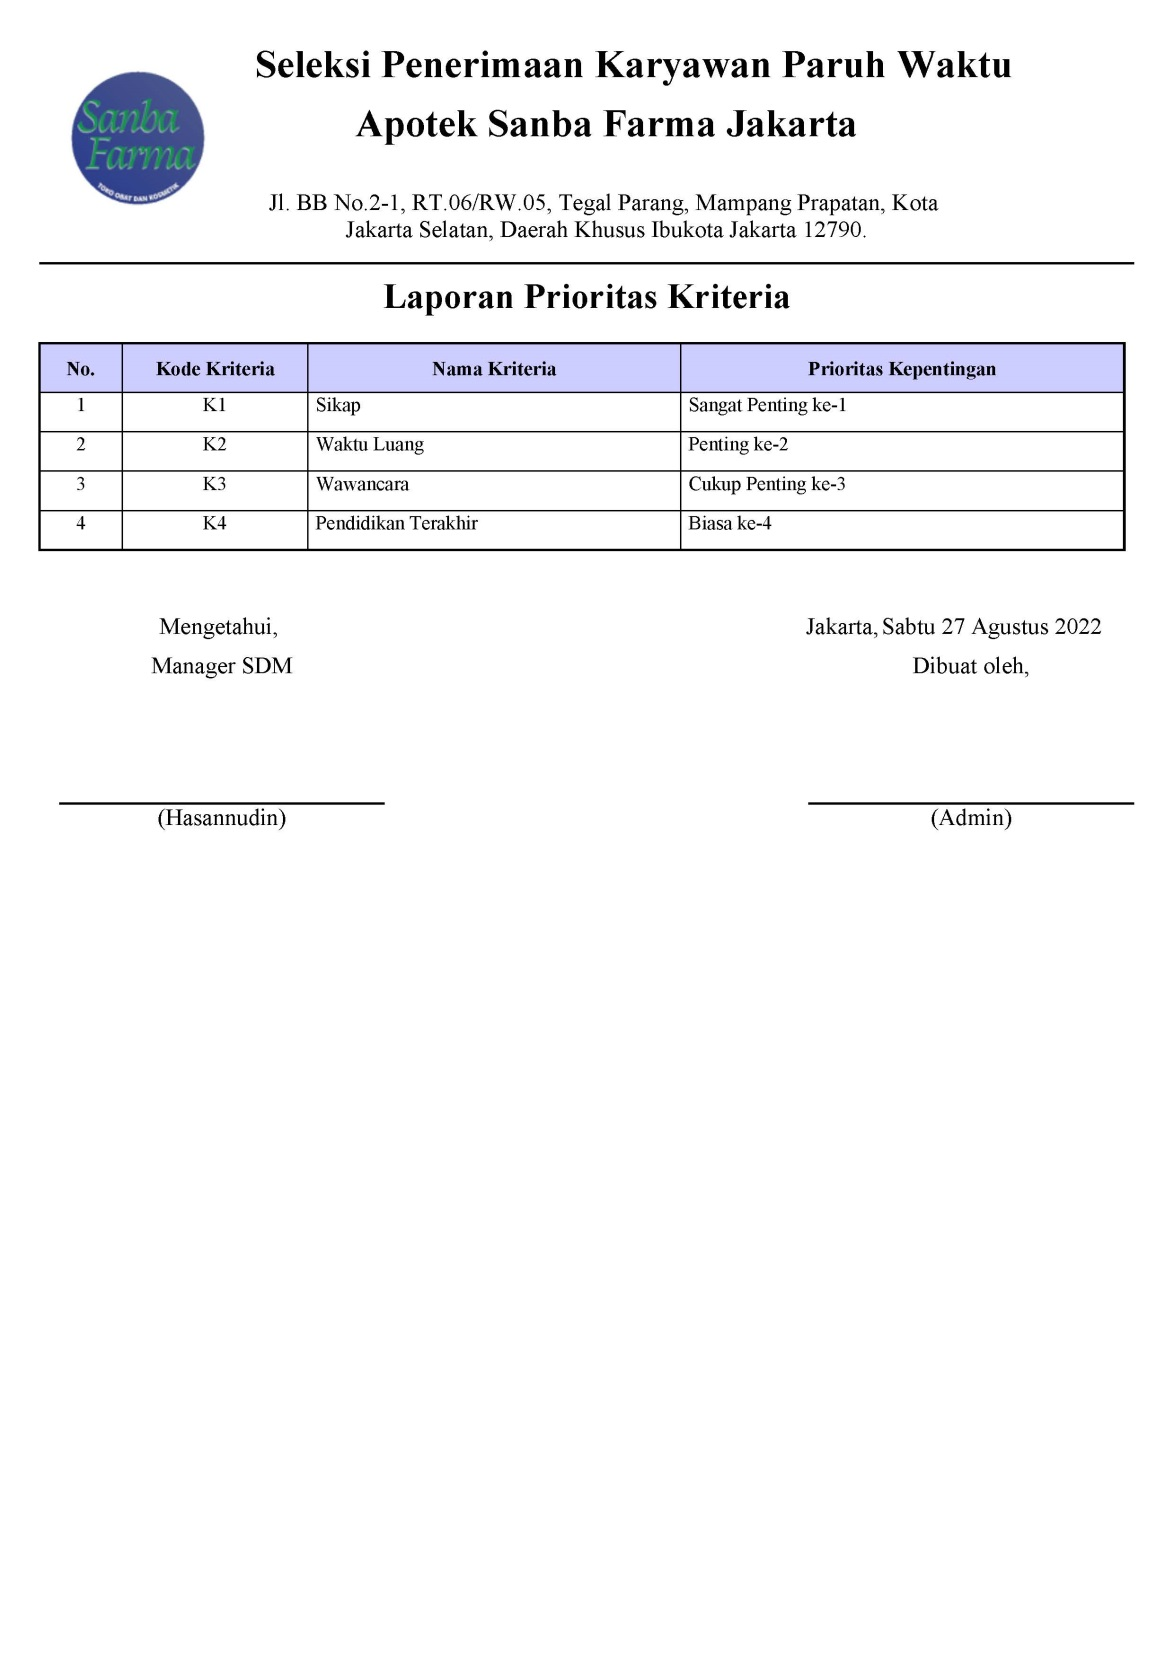 Seleksi Penerimaan Karyawan Paruh Waktu
Apotek Sanba Farma Jakarta
Sanba
Farma
TOKO OBAT DAN KOSMETIK
Jl. BB No.2-1, RT.06/RW.05, Tegal Parang, Mampang Prapatan, Kota
Jakarta Selatan, Daerah Khusus Ibukota Jakarta 12790.
Laporan Prioritas Kriteria
No. Kode Kriteria Nama Kriteria Prioritas Kepentingan
1 K1 Sikap Sangat Penting ke-1
2 K2 Waktu Luang Penting ke-2
3 K3 Wawancara Cukup Penting ke-3
4 K4 Pendidikan Terakhir Biasa ke-4
Mengetahui, Jakarta, Sabtu 27 Agustus 2022
Manager SDM Dibuat oleh,
(Hasannudin) (Admin)